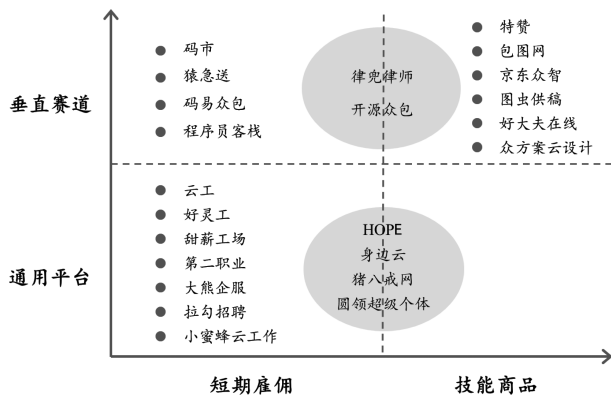 垂直赛道
码市
猿急送
码易众包
程序员客栈
律兜律师
开源众包
特赞
包图网
京东众智
图虫供稿
好大夫在线
众方案云设计
通用平台
云工
好灵工
甜薪工场
第二职业
大熊企服
拉勾招聘
小蜜蜂云工作
HOPE
身边云
猪八戒网
圆领超级个体
短期雇佣
技能商品